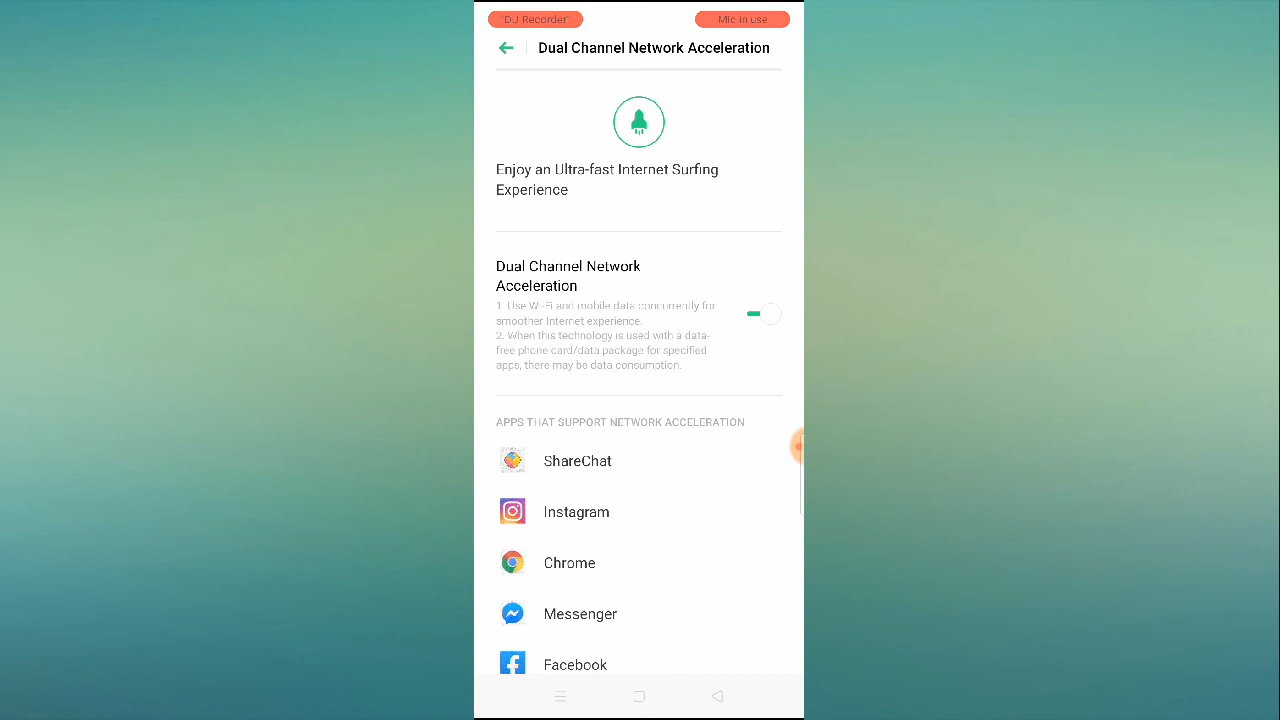 "DU Recorder"
Mic in use
Dual Channel Network Acceleration
Enjoy an Ultra-fast Internet Surfing
Experience
Dual Channel Network
Acceleration
1. Use Wi-Fi and mobile data concurrently for
smoother Internet experience.
2. When this technology is used with a data-
free phone card/data package for specified
apps, there may be data consumption.
APPS THAT SUPPORT NETWORK ACCELERATION
ShareChat
Instagram
Chrome
Messenger
Facebook